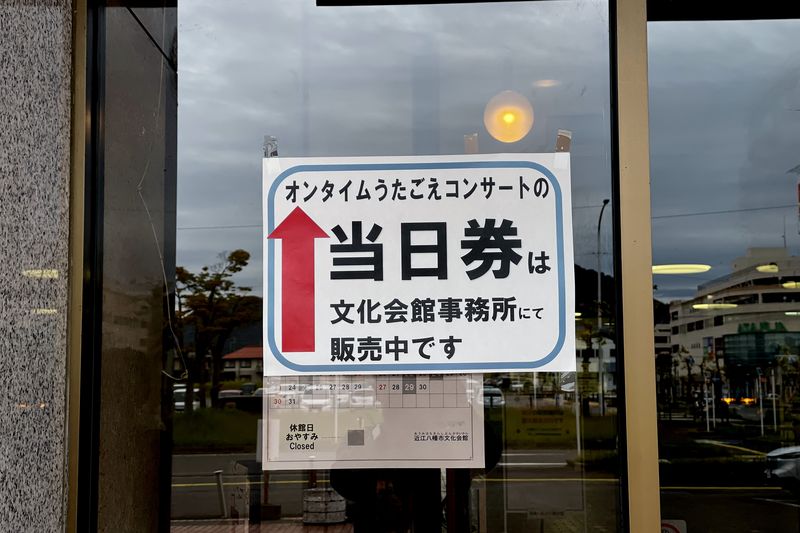 オンタイムうたごえコンサートの
当日券は
文化会館事務所にて
販売中です
24 27 28 29 27 28 29 30
30 31
休館日
おやすみ
Closed
近江八幡市文化会館